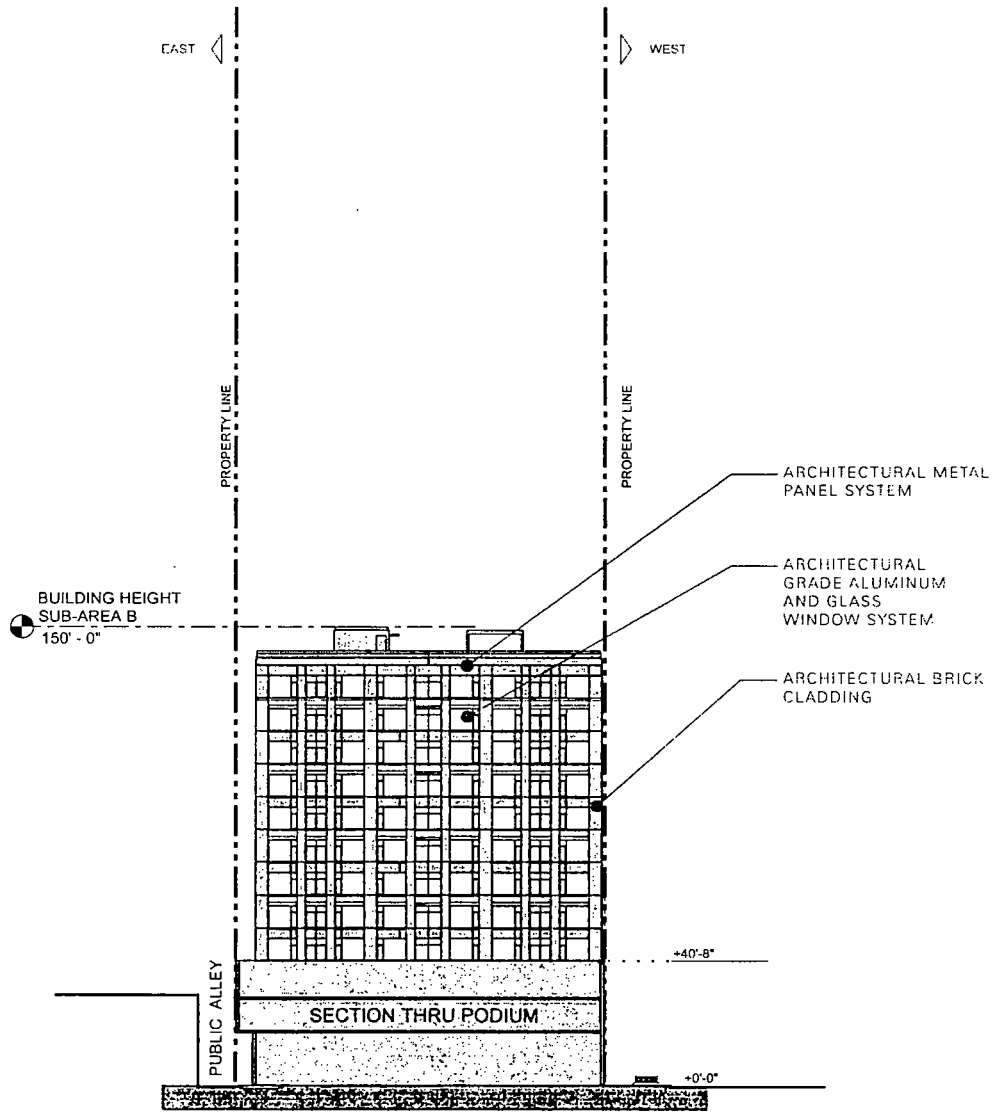 EAST
WEST
PROPERTY LINE
PROPERTY LINE
ARCHITECTURAL METAL
PANEL SYSTEM
ARCHITECTURAL
GRADE ALUMINUM
AND GLASS
WINDOW SYSTEM
BUILDING HEIGHT
SUB-AREA B
150' - 0"
ARCHITECTURAL BRICK
CLADDING
+40'-8"
PUBLIC ALLEY
SECTION THRU PODIUM
+0'-0"